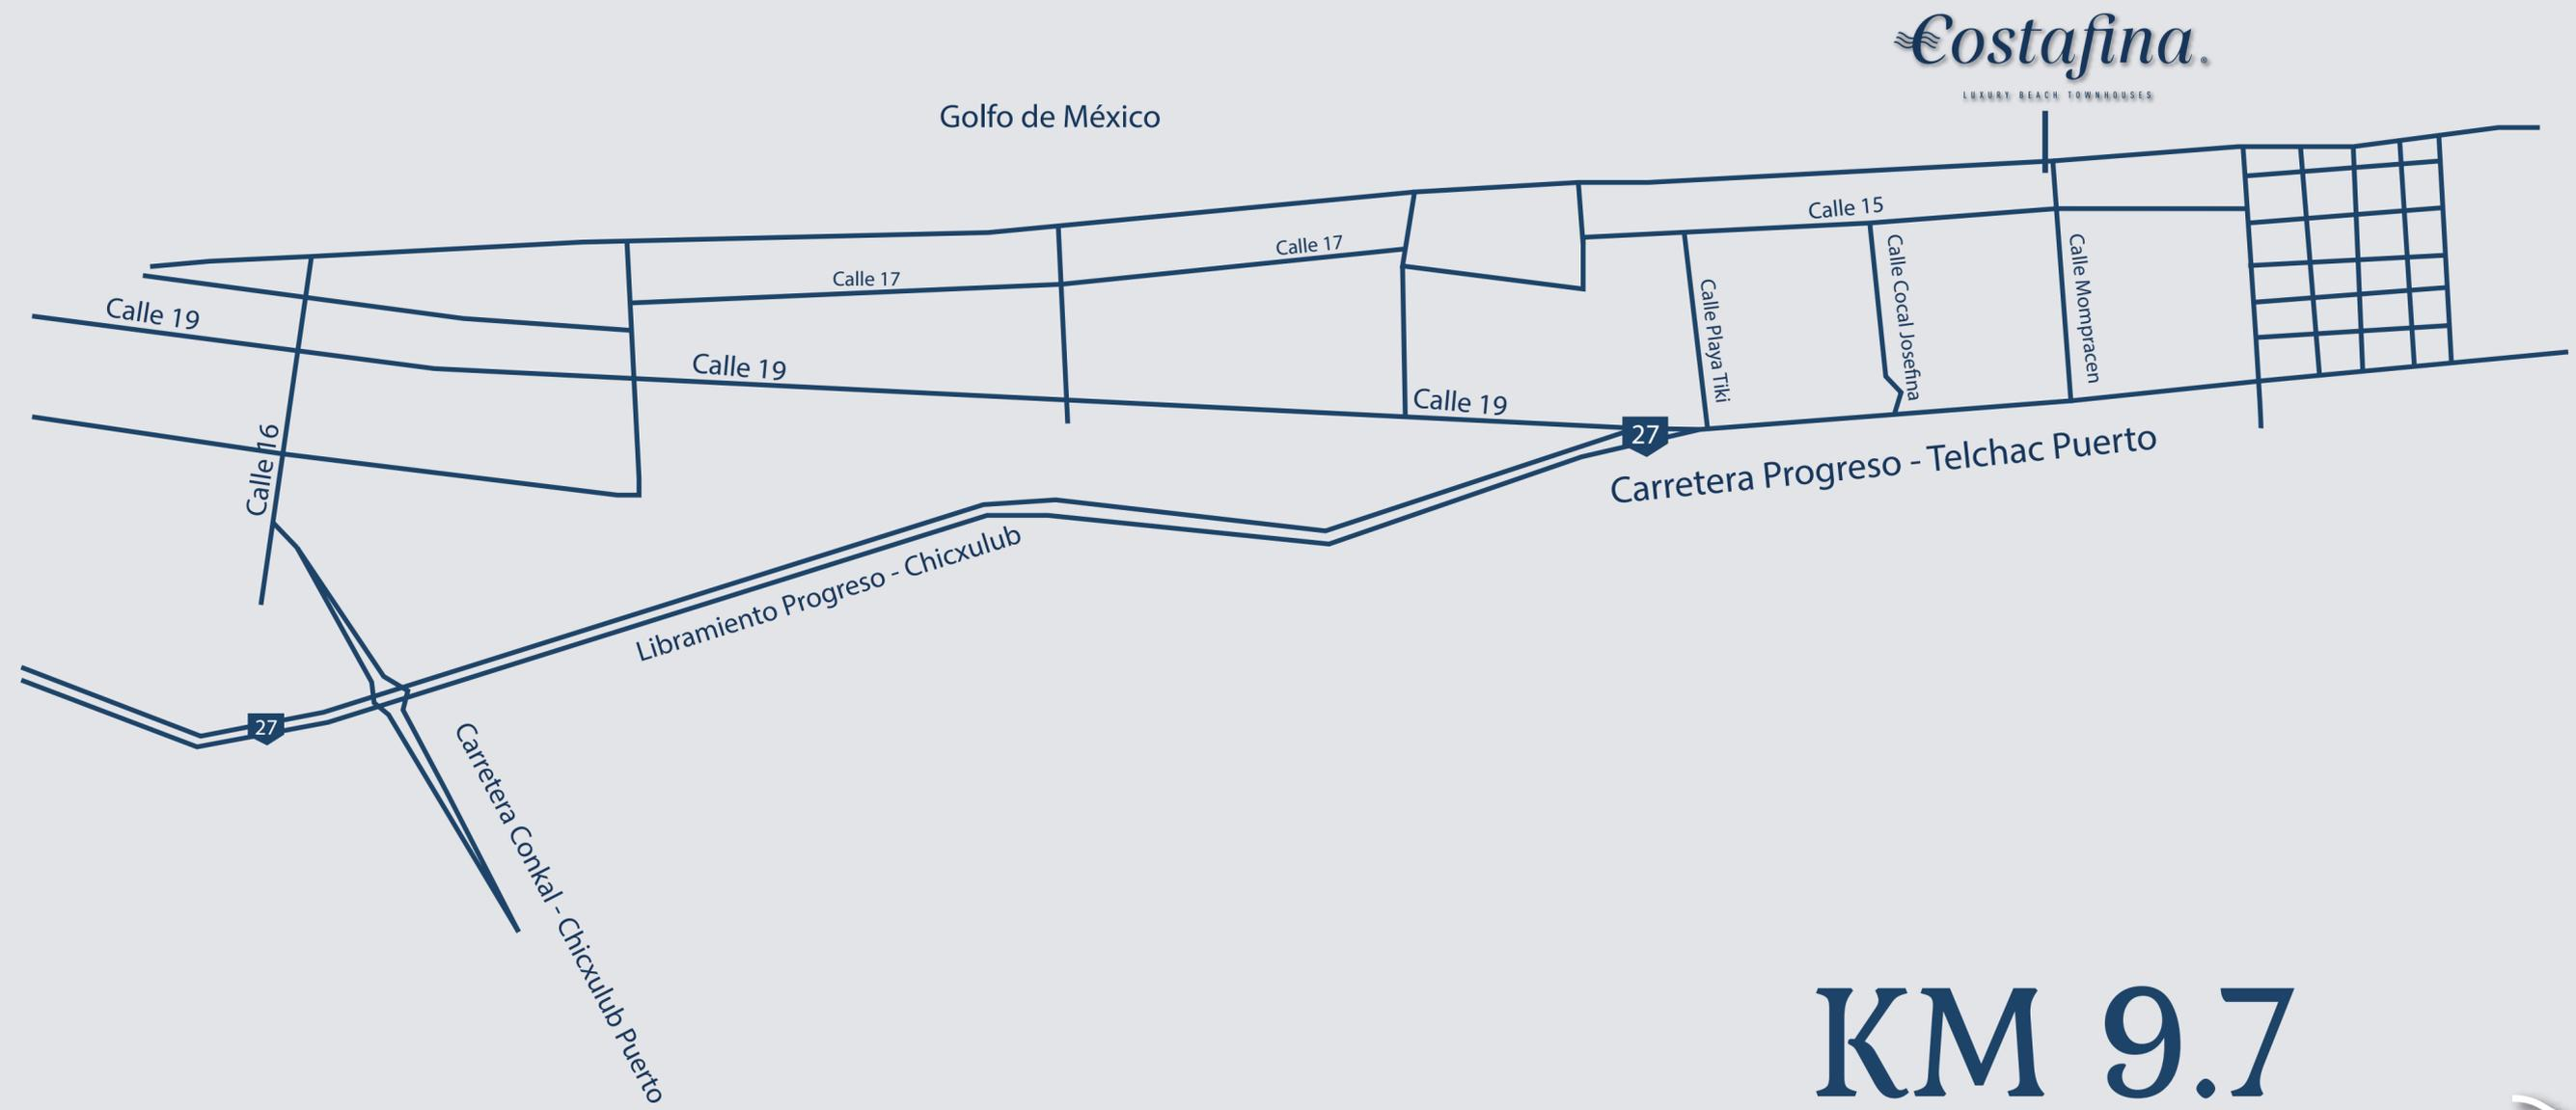 Costafina.
LUXURY BEACH TOWNHOUSES
Golfo de México
Calle 15
Calle 17
Calle 17
Calle 19
Calle 19
Calle 19
Calle Playa Tiki
Calle Cocal Josefina
Calle Mompracen
Calle 16
27
Carretera Progreso - Telchac Puerto
Libramiento Progreso - Chicxulub
27
Carretera Conkal - Chicxulub Puerto
KM 9.7